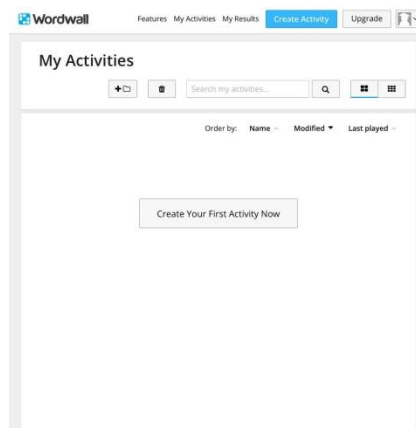 Wordwall Features My Activities My Results Create Activity Upgrade
My Activities
Search my activities...
Order by: Name Modified Last played
Create Your First Activity Now